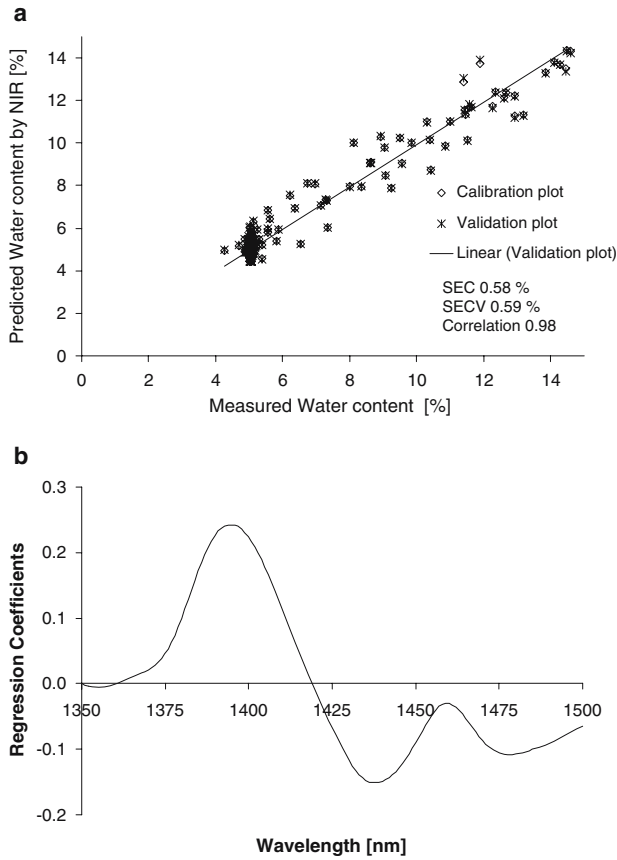 a
Predicted Water content by NIR [%]
14
12
10
8
6
4
2
0
0 2 4 6 8 10 12 14
Measured Water content [%]
Calibration plot
Validation plot
Linear (Validation plot)
SEC 0.58 %
SECV 0.59 %
Correlation 0.98
b
Regression Coefficients
0.3
0.2
0.1
0.0
-0.1
-0.2
1350 1375 1400 1425 1450 1475 1500
Wavelength [nm]